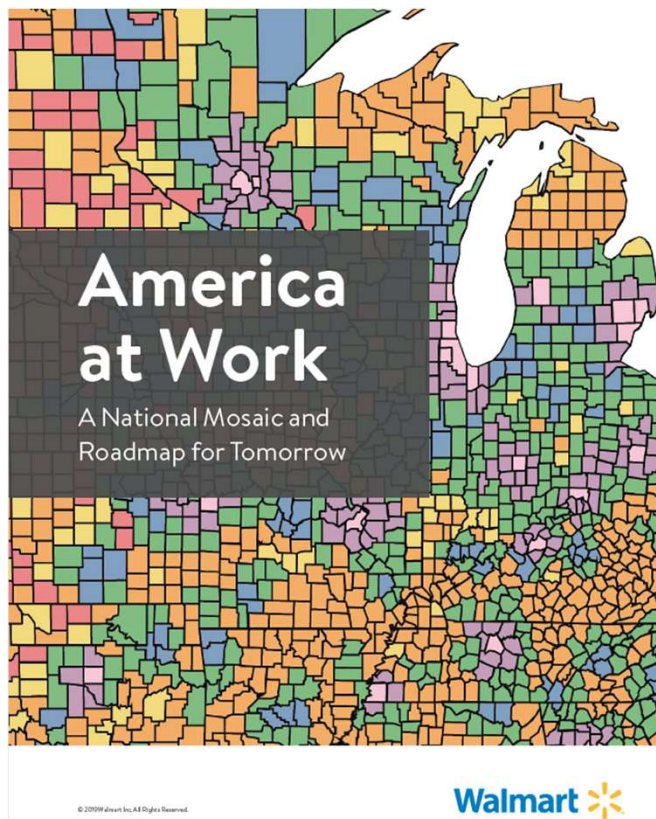 America
at Work
A National Mosaic and
Roadmap for Tomorrow
© 2019 Walmart Inc. All Rights Reserved.
Walmart